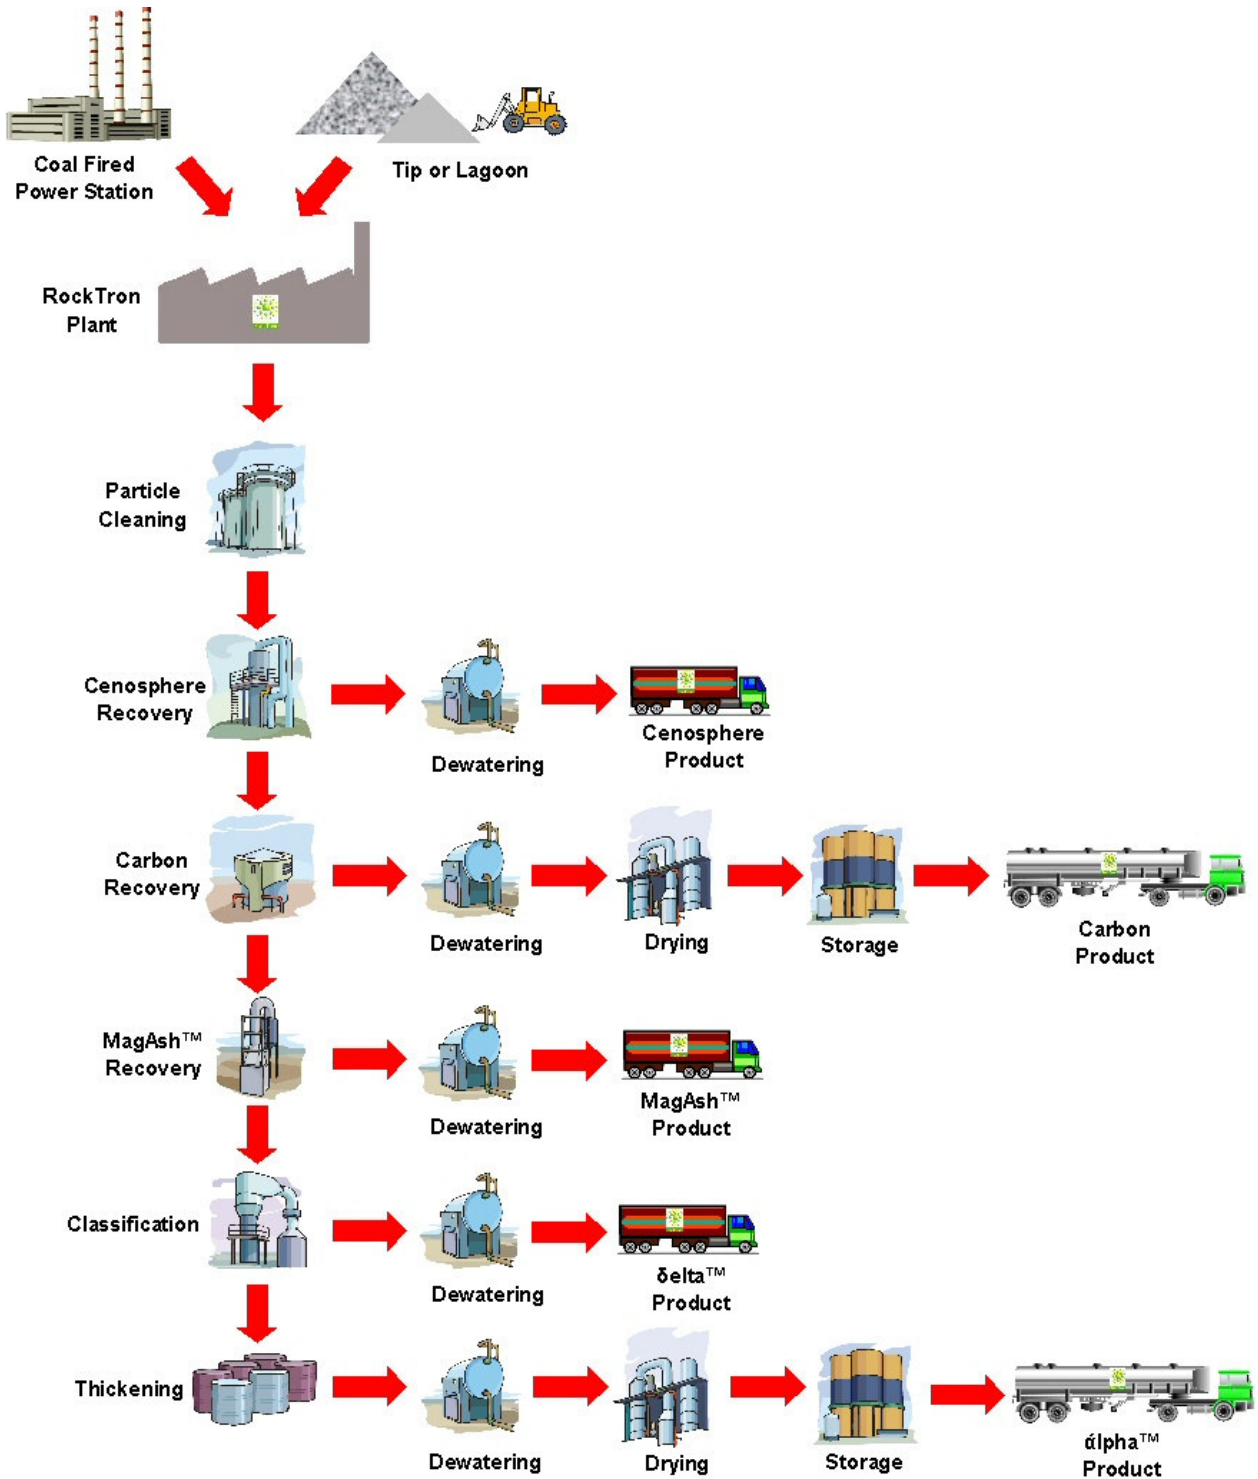 Coal Fired
Power Station
Tip or Lagoon
RockTron
Plant
Particle
Cleaning
Cenosphere
Recovery
Dewatering
Cenosphere
Product
Carbon
Recovery
Dewatering
Drying
Storage
Carbon
Product
MagAsh™
Recovery
Dewatering
MagAsh™
Product
Classification
Dewatering
δelta™
Product
Thickening
Dewatering
Drying
Storage
άlpha™
Product